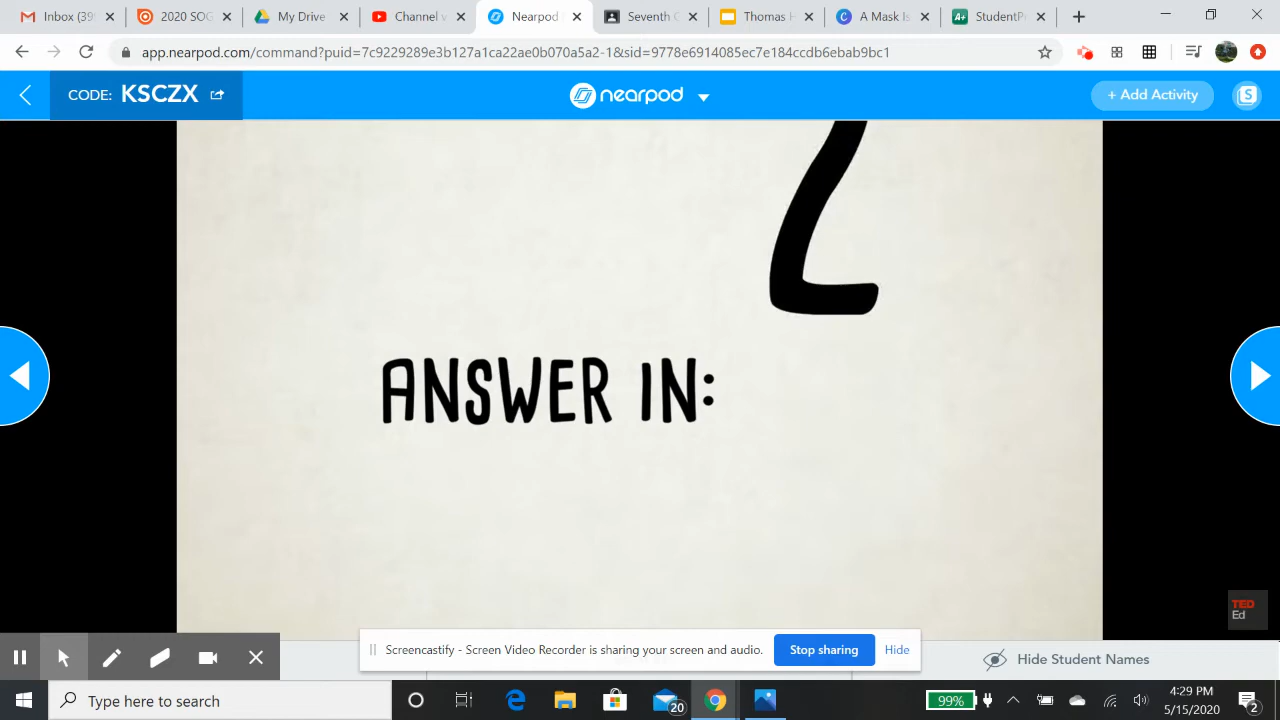 Inbox (39
2020 SOG
My Drive
Channel v
Nearpod
Seventh G
Thomas H
A Mask Is
StudentPr
app.nearpod.com/command?puid=7c9229289e3b127a1ca22ae0b070a5a2-1&sid=9778e6914085ec7e184ccdb6ebab9bc1
CODE: KSCZX
nearpod
+ Add Activity
S
2
ANSWER IN:
TED
Ed
Screencastify - Screen Video Recorder is sharing your screen and audio.
Stop sharing
Hide
Hide Student Names
Type here to search
20
99%
4:29 PM
5/15/2020
2